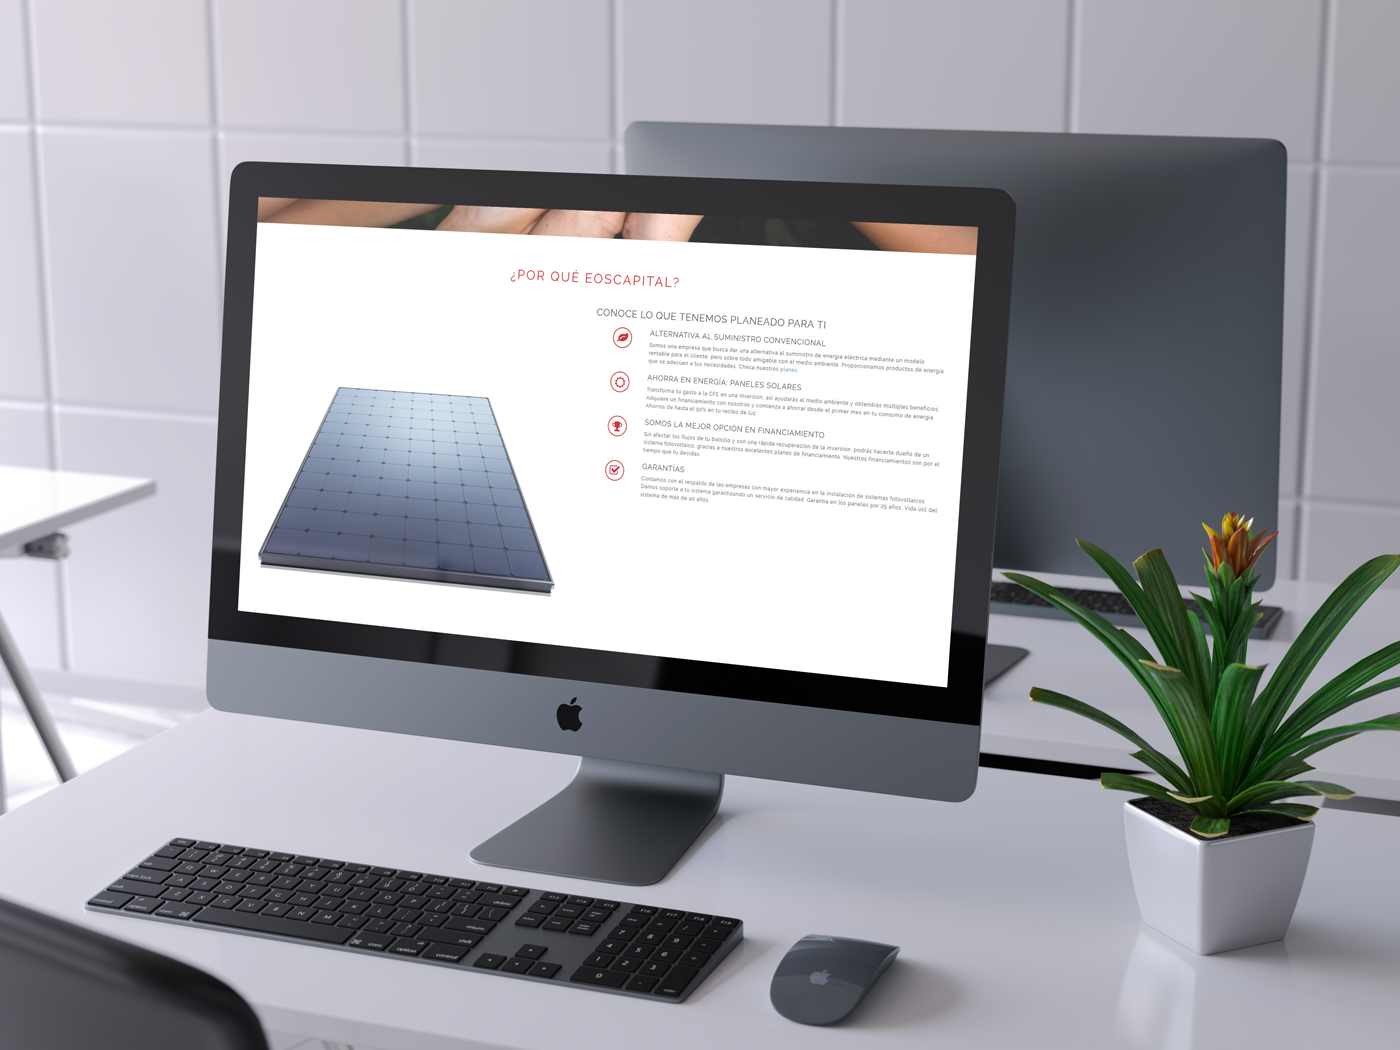 ¿POR QUÉ EOSCAPITAL?
CONOCE LO QUE TENEMOS PLANEADO PARA TI
ALTERNATIVA AL SUMINISTRO CONVENCIONAL
Somos una empresa que busca dar una alternativa al suministro de energía eléctrica mediante un modelo
rentable para el cliente, pero sobre todo amigable con el medio ambiente. Proporcionamos productos de energía
que se adecúen a tus necesidades. Checa nuestros planes.
AHORRA EN ENERGÍA: PANELES SOLARES
Transforma tu gasto a la CFE en una inversión, así ayudarás al medio ambiente y obtendrás múltiples beneficios.
Adquiere un financiamiento con nosotros y comienza a ahorrar desde el primer mes en tu consumo de energía.
Ahorros de hasta el 90% en tu recibo de luz.
SOMOS LA MEJOR OPCIÓN EN FINANCIAMIENTO
Sin afectar los flujos de tu bolsillo y con una rápida recuperación de la inversión, podrás hacerte dueño de un
sistema fotovoltaico, gracias a nuestros excelentes planes de financiamiento. Nuestros financiamientos son por el
tiempo que tu decidas.
GARANTÍAS
Contamos con el respaldo de las empresas con mayor experiencia en la instalación de sistemas fotovoltaicos.
Damos soporte a tu sistema garantizando un servicio de calidad. Garantía en los paneles por 25 años. Vida útil del
sistema de más de 40 años.